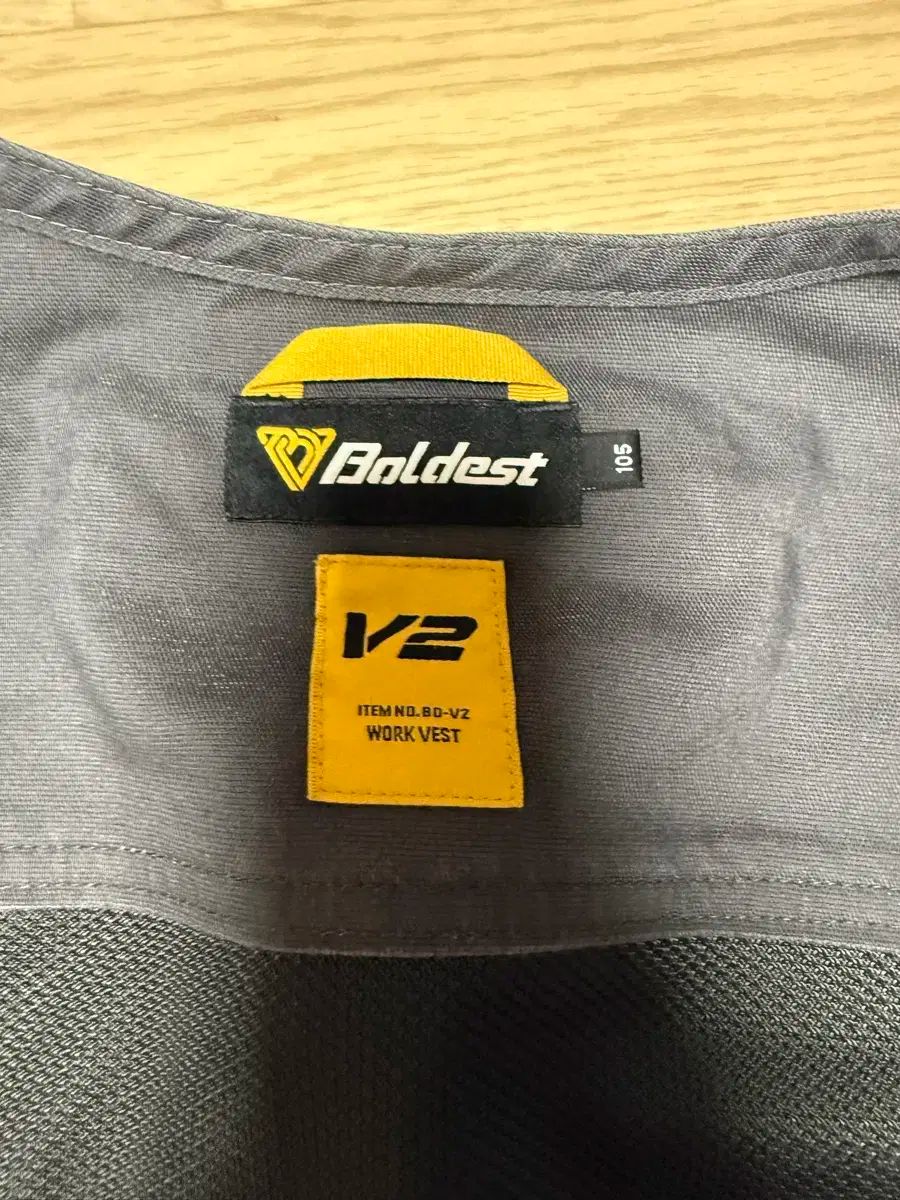 Boldest
105
V2
ITEM NO. BD-V2
WORK VEST